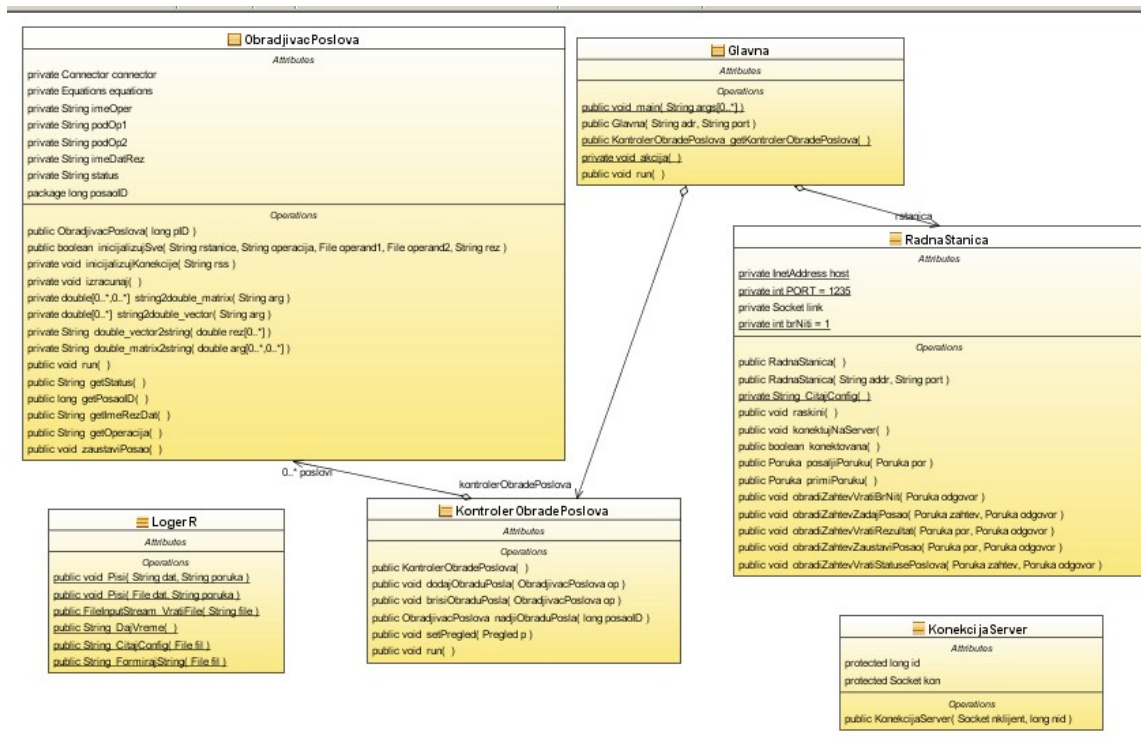 ObradjivacPoslova
Attributes
private Connector connector
private Equations equations
private String imeOper
private String podOp1
private String podOp2
private String imeDatRez
private String status
package long posaoID
Operations
public ObradjivacPoslova( long pID )
public boolean inicijalizujSve( String rstanice, String operacija, File operand1, File operand2, String rez )
private void inicijalizujKonekcije( String rss )
private void izracunaj( )
private double[0..*,0..*] string2double_matrix( String arg )
private double[0..*] string2double_vector( String arg )
private String double_vector2string( double rez[0..*] )
private String double_matrix2string( double arg[0..*,0..*] )
public void run( )
public String getStatus( )
public long getPosaoID( )
public String getImeRezDat( )
public String getOperacija( )
public void zaustaviPosao( )
Glavna
Attributes
Operations
public void main( String args[0..*] )
public Glavna( String adr, String port )
public KontrolerObradePoslova getKontrolerObradePoslova( )
private void akcija( )
public void run( )
rstanica
RadnaStanica
Attributes
private InetAddress host
private int PORT = 1235
private Socket link
private int brNiti = 1
Operations
public RadnaStanica( )
public RadnaStanica( String addr, String port )
private String CitajConfig( )
public void raskini( )
public void konektujNaServer( )
public boolean konektovana( )
public Poruka posaljiPoruku( Poruka por )
public Poruka primiPoruku( )
public void obradiZahtevVratiBrNiti( Poruka odgovor )
public void obradiZahtevZadajPosao( Poruka zahtev, Poruka odgovor )
public void obradiZahtevVratiRezultat( Poruka por, Poruka odgovor )
public void obradiZahtevZaustaviPosao( Poruka por, Poruka odgovor )
public void obradiZahtevVratiStatusePoslova( Poruka zahtev, Poruka odgovor )
0..* poslovi
kontrolerObradePoslova
LogerR
Attributes
Operations
public void Pisi( String dat, String poruka )
public void Pisi( File dat, String poruka )
public FileInputStream VratiFile( String file )
public String DajVreme( )
public String CitajConfig( File fil )
public String FormirajString( File fil )
KontrolerObradePoslova
Attributes
Operations
public KontrolerObradePoslova( )
public void dodajObraduPosla( ObradjivacPoslova op )
public void brisiObraduPosla( ObradjivacPoslova op )
public ObradjivacPoslova nadjiObraduPosla( long posaoID )
public void setPregled( Pregled p )
public void run( )
KonekcijaServer
Attributes
protected long id
protected Socket kon
Operations
public KonekcijaServer( Socket nklijent, long nid )